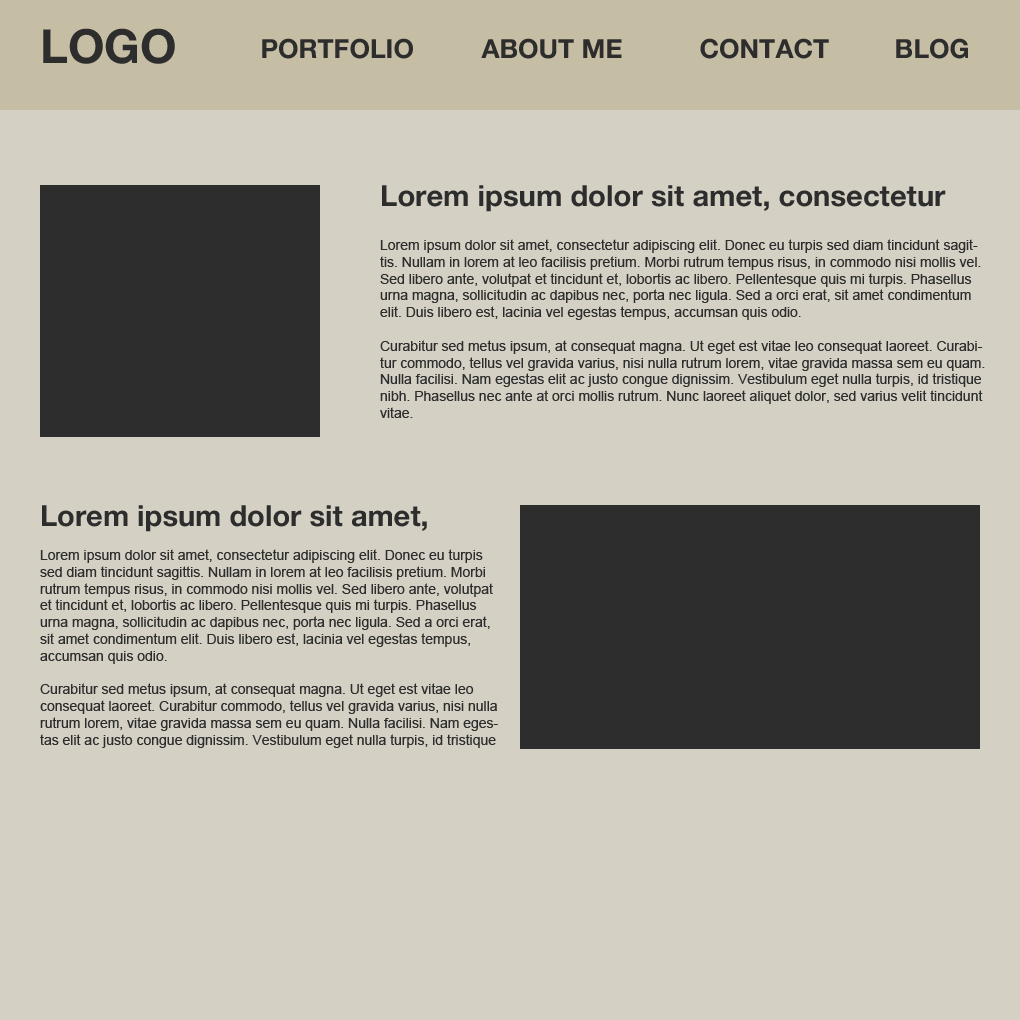 LOGO PORTFOLIO ABOUT ME CONTACT BLOG
Lorem ipsum dolor sit amet, consectetur
Lorem ipsum dolor sit amet, consectetur adipiscing elit. Donec eu turpis sed diam tincidunt sagit-
tis. Nullam in lorem at leo facilisis pretium. Morbi rutrum tempus risus, in commodo nisi mollis vel.
Sed libero ante, volutpat et tincidunt et, lobortis ac libero. Pellentesque quis mi turpis. Phasellus
urna magna, sollicitudin ac dapibus nec, porta nec ligula. Sed a orci erat, sit amet condimentum
elit. Duis libero est, lacinia vel egestas tempus, accumsan quis odio.
Curabitur sed metus ipsum, at consequat magna. Ut eget est vitae leo consequat laoreet. Curabi-
tur commodo, tellus vel gravida varius, nisi nulla rutrum lorem, vitae gravida massa sem eu quam.
Nulla facilisi. Nam egestas elit ac justo congue dignissim. Vestibulum eget nulla turpis, id tristique
nibh. Phasellus nec ante at orci mollis rutrum. Nunc laoreet aliquet dolor, sed varius velit tincidunt
vitae.
Lorem ipsum dolor sit amet,
Lorem ipsum dolor sit amet, consectetur adipiscing elit. Donec eu turpis
sed diam tincidunt sagittis. Nullam in lorem at leo facilisis pretium. Morbi
rutrum tempus risus, in commodo nisi mollis vel. Sed libero ante, volutpat
et tincidunt et, lobortis ac libero. Pellentesque quis mi turpis. Phasellus
urna magna, sollicitudin ac dapibus nec, porta nec ligula. Sed a orci erat,
sit amet condimentum elit. Duis libero est, lacinia vel egestas tempus,
accumsan quis odio.
Curabitur sed metus ipsum, at consequat magna. Ut eget est vitae leo
consequat laoreet. Curabitur commodo, tellus vel gravida varius, nisi nulla
rutrum lorem, vitae gravida massa sem eu quam. Nulla facilisi. Nam eges-
tas elit ac justo congue dignissim. Vestibulum eget nulla turpis, id tristique